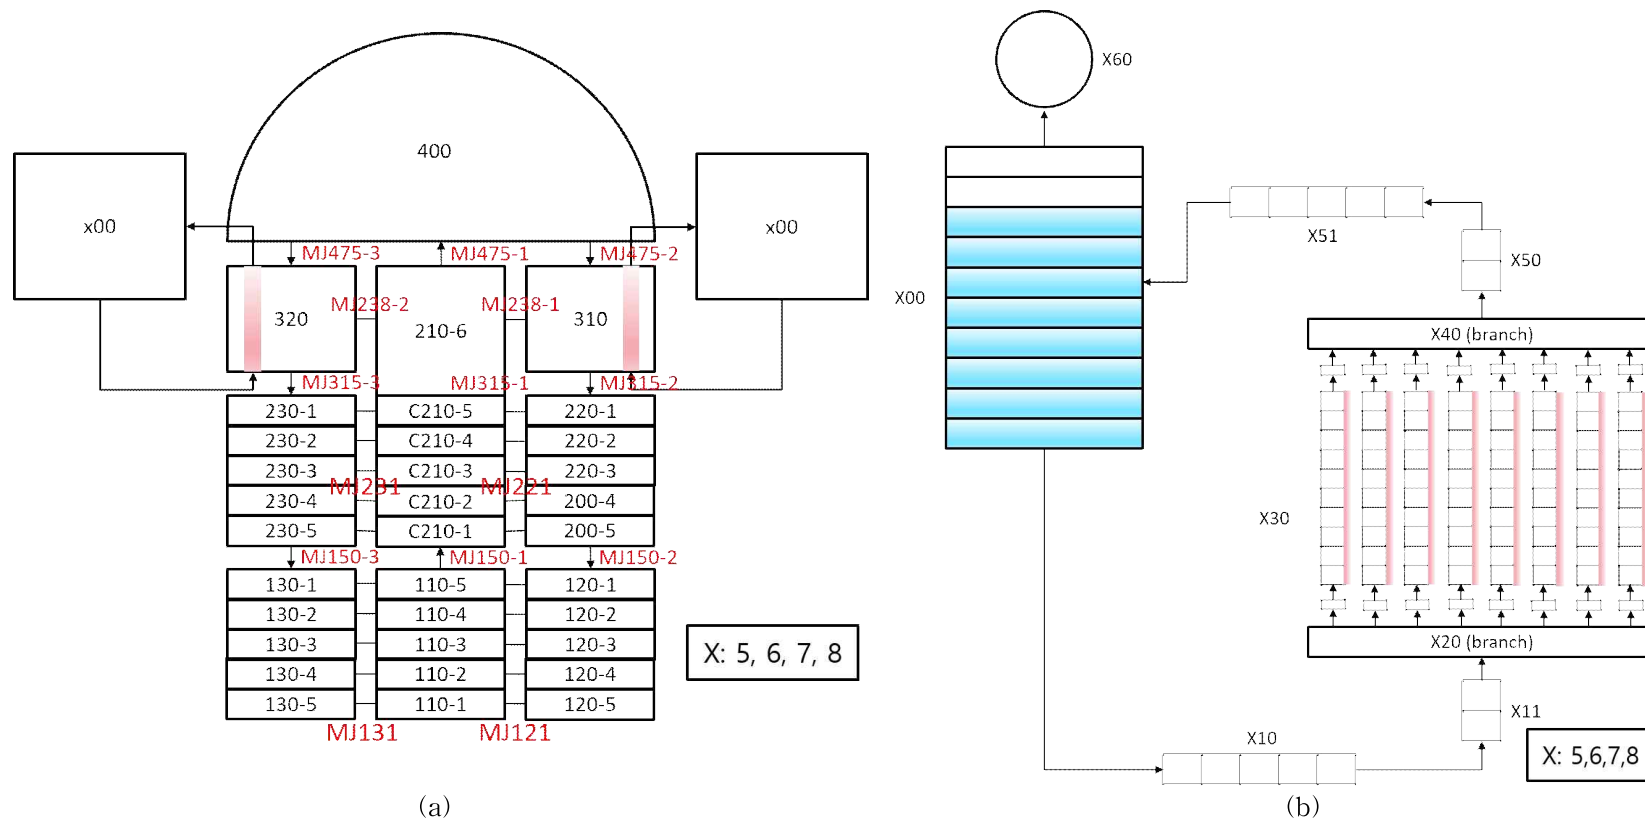 400
x00
x00
MJ475-3
MJ475-1
MJ475-2
320
MJ238-2
210-6
MJ238-1
310
MJ315-3
MJ315-1
MJ315-2
230-1
C210-5
220-1
230-2
C210-4
220-2
230-3
C210-3
220-3
MJ231
MJ221
230-4
C210-2
200-4
230-5
C210-1
200-5
MJ150-3
MJ150-1
MJ150-2
130-1
110-5
120-1
130-2
110-4
120-2
130-3
110-3
120-3
130-4
110-2
120-4
130-5
110-1
120-5
MJ131
MJ121
X: 5, 6, 7, 8
(a)
X60
X00
X51
X50
X40 (branch)
X30
X20 (branch)
X11
X10
X: 5,6,7,8
(b)